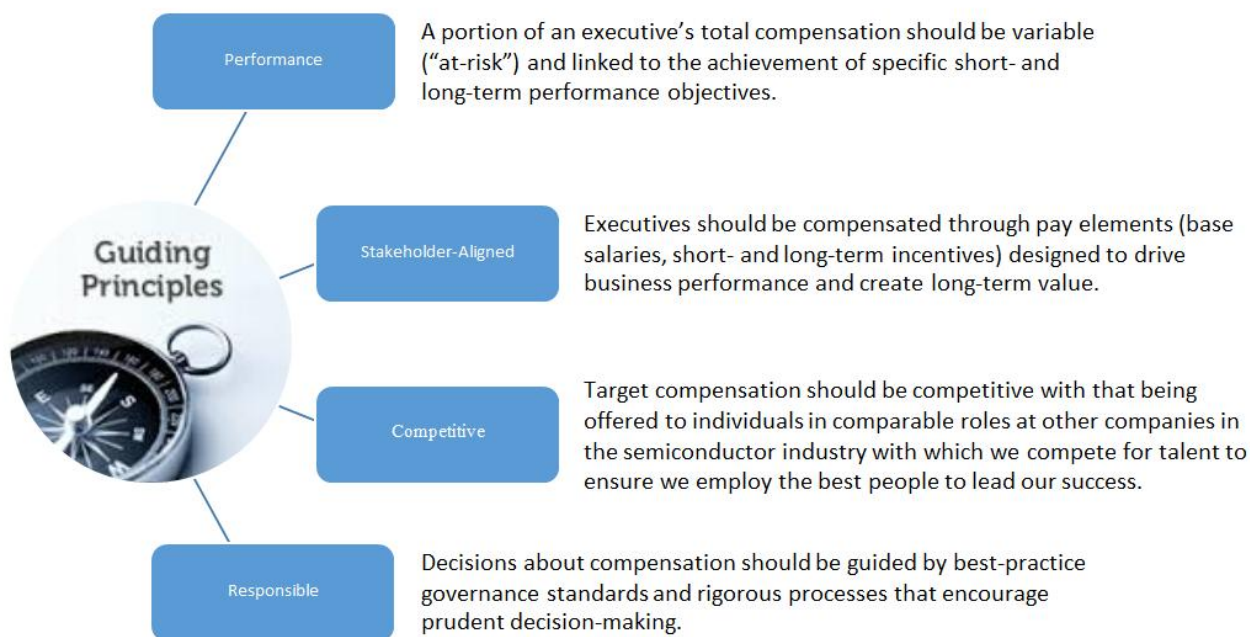 Performance
A portion of an executive’s total compensation should be variable
(“at-risk”) and linked to the achievement of specific short- and
long-term performance objectives.
Guiding
Principles
Stakeholder-Aligned
Executives should be compensated through pay elements (base
salaries, short- and long-term incentives) designed to drive
business performance and create long-term value.
E
S
W
Competitive
Target compensation should be competitive with that being
offered to individuals in comparable roles at other companies in
the semiconductor industry with which we compete for talent to
ensure we employ the best people to lead our success.
Responsible
Decisions about compensation should be guided by best-practice
governance standards and rigorous processes that encourage
prudent decision-making.